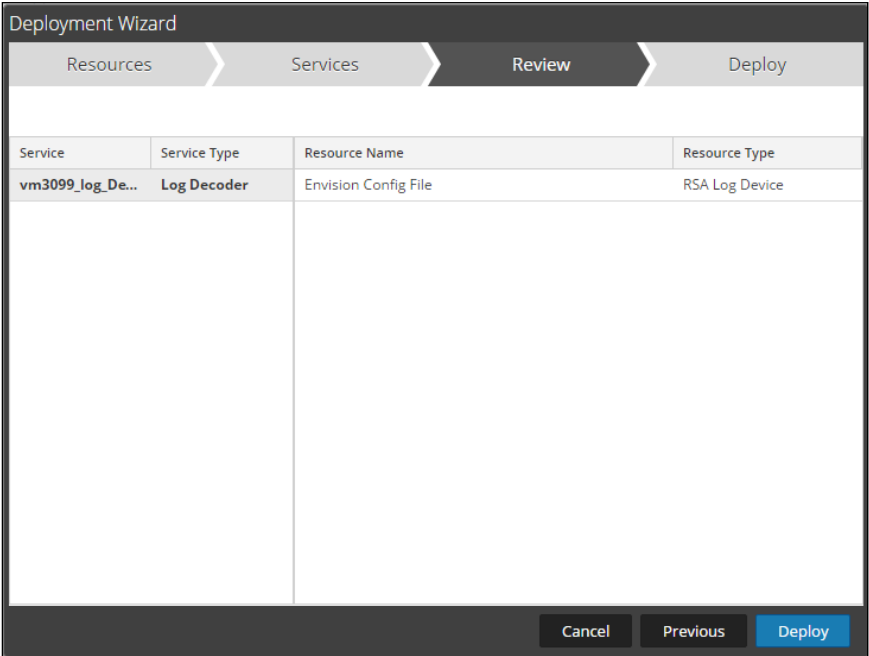 Deployment Wizard
Resources Services Review Deploy
Service Service Type Resource Name Resource Type
vm3099_log_De... Log Decoder Envision Config File RSA Log Device
Cancel Previous Deploy